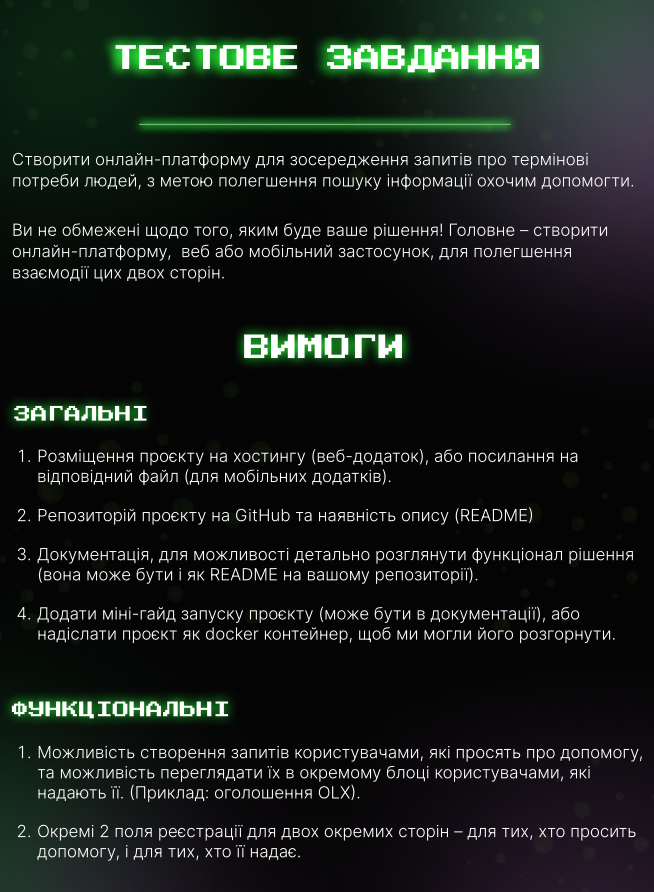 ТЕСТОВЕ ЗАВДАННЯ
Створити онлайн-платформу для зосередження запитів про термінові
потреби людей, з метою полегшення пошуку інформації охочим допомогти.
Ви не обмежені щодо того, яким буде ваше рішення! Головне – створити
онлайн-платформу, веб або мобільний застосунок, для полегшення
взаємодії цих двох сторін.
ВИМОГИ
ЗАГАЛЬНІ
1. Розміщення проєкту на хостингу (веб-додаток), або посилання на
відповідний файл (для мобільних додатків).
2. Репозиторій проєкту на GitHub та наявність опису (README)
3. Документація, для можливості детально розглянути функціонал рішення
(вона може бути і як README на вашому репозиторії).
4. Додати міні-гайд запуску проєкту (може бути в документації), або
надіслати проєкт як docker контейнер, щоб ми могли його розгорнути.
ФУНКЦІОНАЛЬНІ
1. Можливість створення запитів користувачами, які просять про допомогу,
та можливість переглядати їх в окремому блоці користувачами, які
надають її. (Приклад: оголошення OLX).
2. Окремі 2 поля реєстрації для двох окремих сторін – для тих, хто просить
допомогу, і для тих, хто її надає.